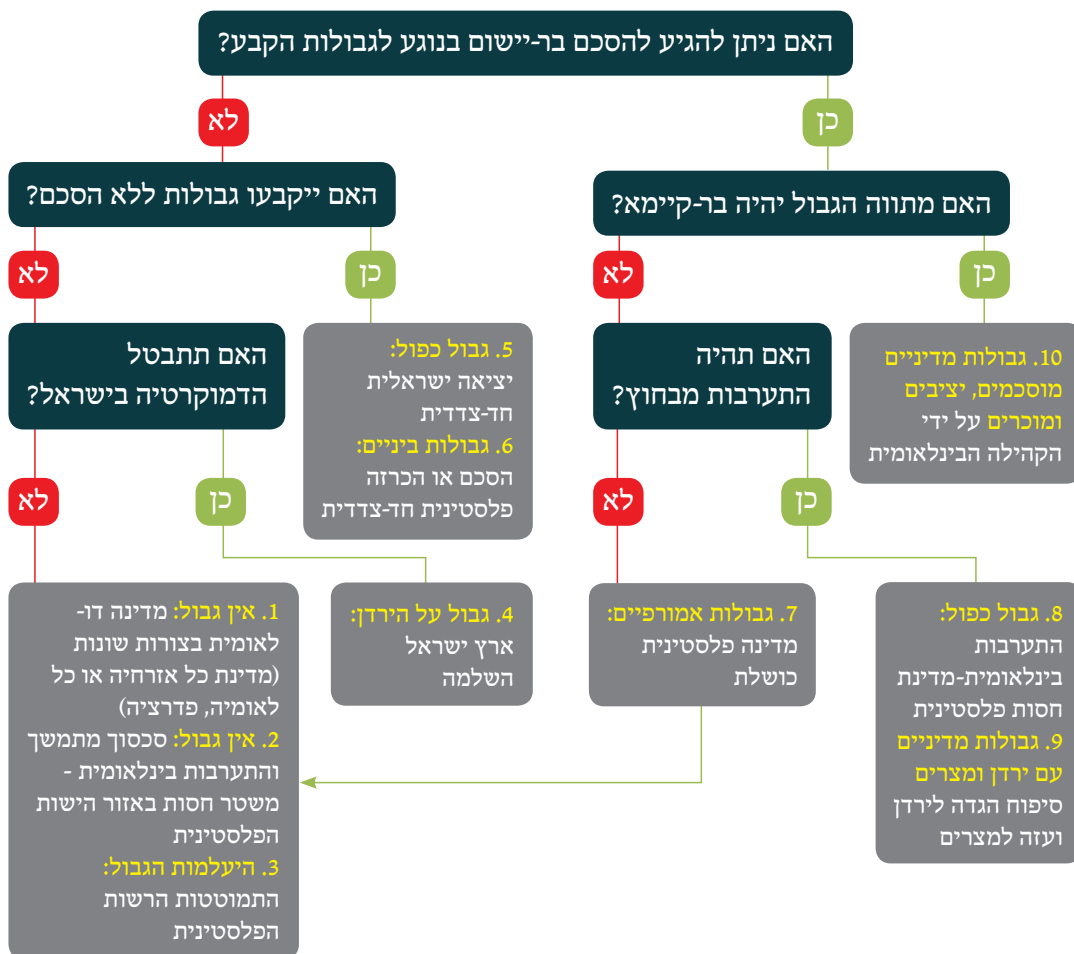 האם ניתן להגיע להסכם בר-יישום בנוגע לגבולות הקבע?
כן
לא
האם מתווה הגבול יהיה בר-קיימא?
האם ייקבעו גבולות ללא הסכם?
כן
לא
כן
לא
10. גבולות מדיניים
מוסכמים, יציבים
ומוכרים על ידי
הקהילה הבינלאומית
האם תהיה
התערבות מבחוץ?
5. גבול כפול:
יציאה ישראלית
חד-צדדית
6. גבולות ביניים:
הסכם או הכרזה
פלסטינית חד-צדדית
האם תתבטל
הדמוקרטיה בישראל?
כן
לא
כן
לא
8. גבול כפול:
התערבות
בינלאומית-מדינת
חסות פלסטינית
9. גבולות מדיניים
עם ירדן ומצרים
סיפוח הגדה לירדן
ועזה למצרים
7. גבולות אמורפיים:
מדינה פלסטינית
כושלת
4. גבול על הירדן:
ארץ ישראל
השלמה
1. אין גבול: מדינה דו-
לאומית בצורות שונות
(מדינת כל אזרחיה או כל
לאומיה, פדרציה)
2. אין גבול: סכסוך מתמשך
והתערבות בינלאומית -
משטר חסות באזור הישות
הפלסטינית
3. היעלמות הגבול:
התמוטטות הרשות
הפלסטינית